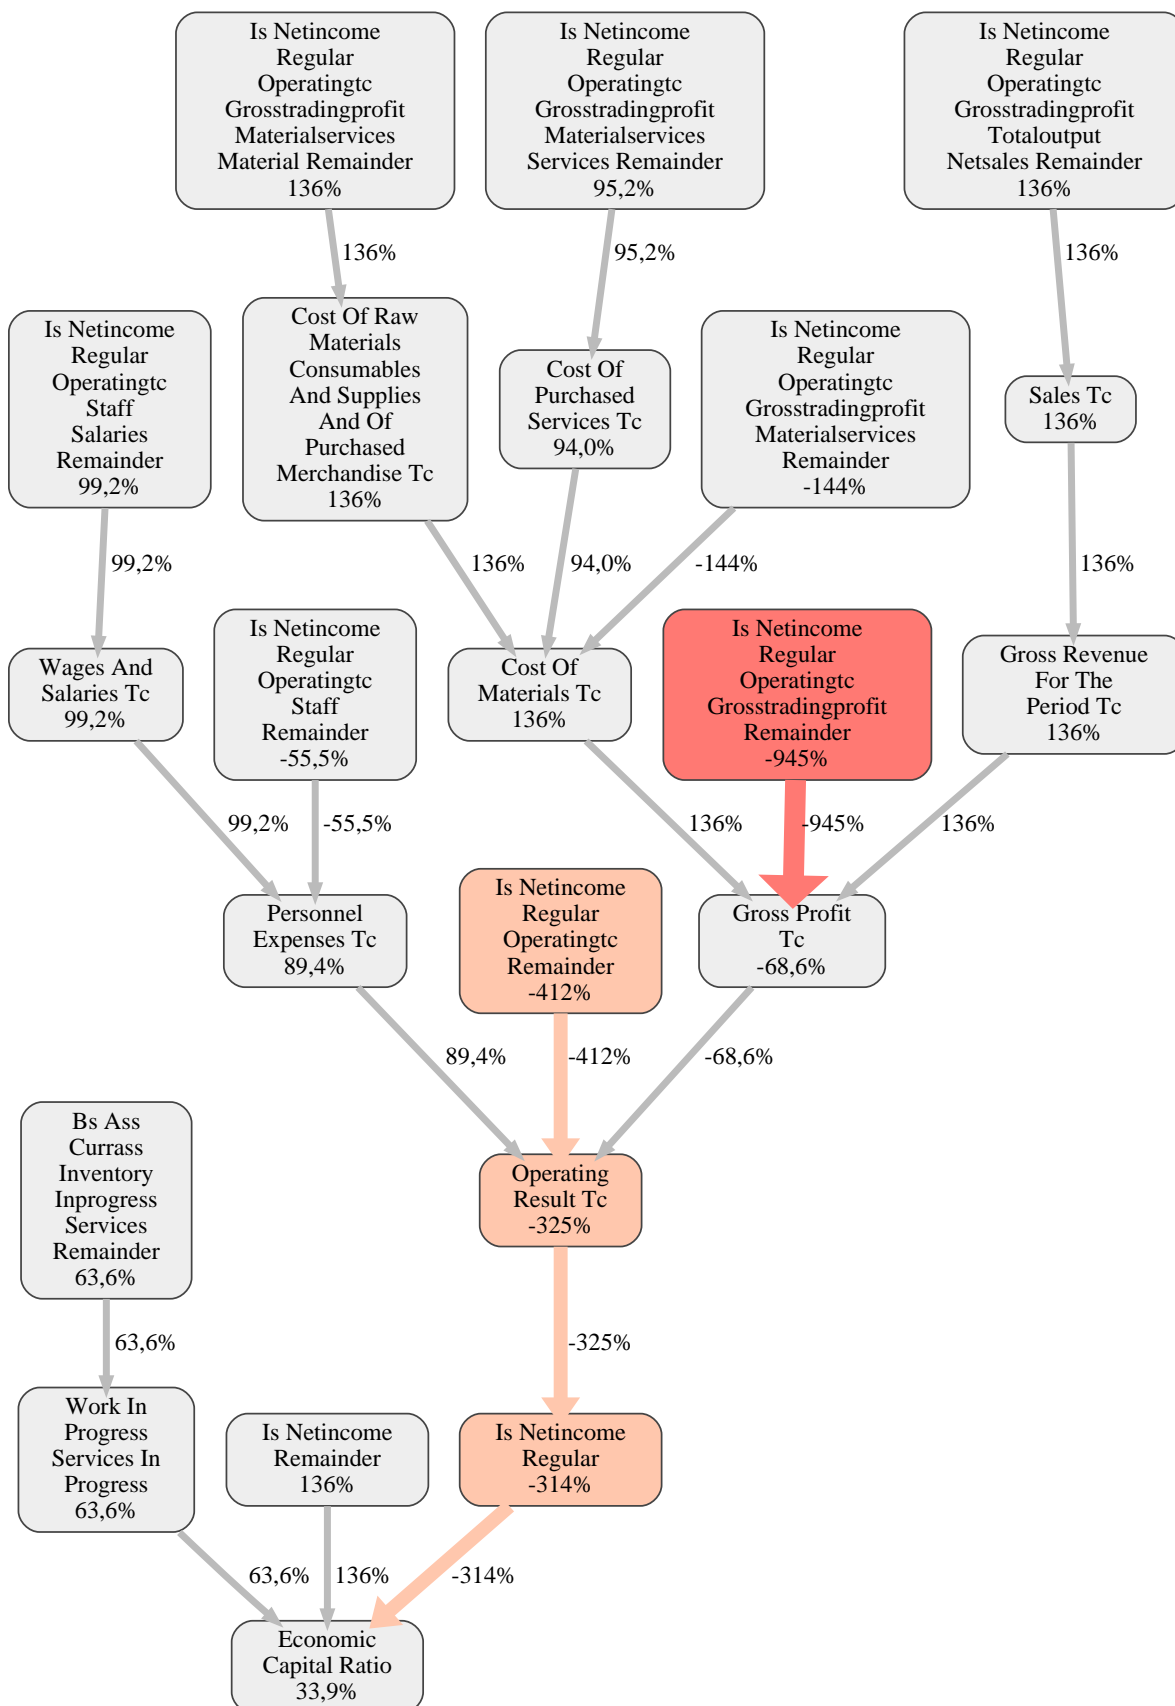 Is Netincome
Regular
Operatingtc
Grosstradingprofit
Materialservices
Material Remainder
136%
Is Netincome
Regular
Operatingtc
Grosstradingprofit
Materialservices
Services Remainder
95,2%
Is Netincome
Regular
Operatingtc
Grosstradingprofit
Totaloutput
Netsales Remainder
136%
136%
95,2%
136%
Is Netincome
Regular
Operatingtc
Staff
Salaries
Remainder
99,2%
Cost Of Raw
Materials
Consumables
And Supplies
And Of
Purchased
Merchandise Tc
136%
Cost Of
Purchased
Services Tc
94,0%
Is Netincome
Regular
Operatingtc
Grosstradingprofit
Materialservices
Remainder
-144%
Sales Tc
136%
99,2%
136%
94,0%
-144%
136%
Wages And
Salaries Tc
99,2%
Is Netincome
Regular
Operatingtc
Staff
Remainder
-55,5%
Cost Of
Materials Tc
136%
Is Netincome
Regular
Operatingtc
Grosstradingprofit
Remainder
-945%
Gross Revenue
For The
Period Tc
136%
99,2%
-55,5%
136%
-945%
136%
Personnel
Expenses Tc
89,4%
Is Netincome
Regular
Operatingtc
Remainder
-412%
Gross Profit
Tc
-68,6%
89,4%
-412%
-68,6%
Bs Ass
Currass
Inventory
Inprogress
Services
Remainder
63,6%
Operating
Result Tc
-325%
63,6%
-325%
Work In
Progress
Services In
Progress
63,6%
Is Netincome
Remainder
136%
Is Netincome
Regular
-314%
63,6%
136%
-314%
Economic
Capital Ratio
33,9%